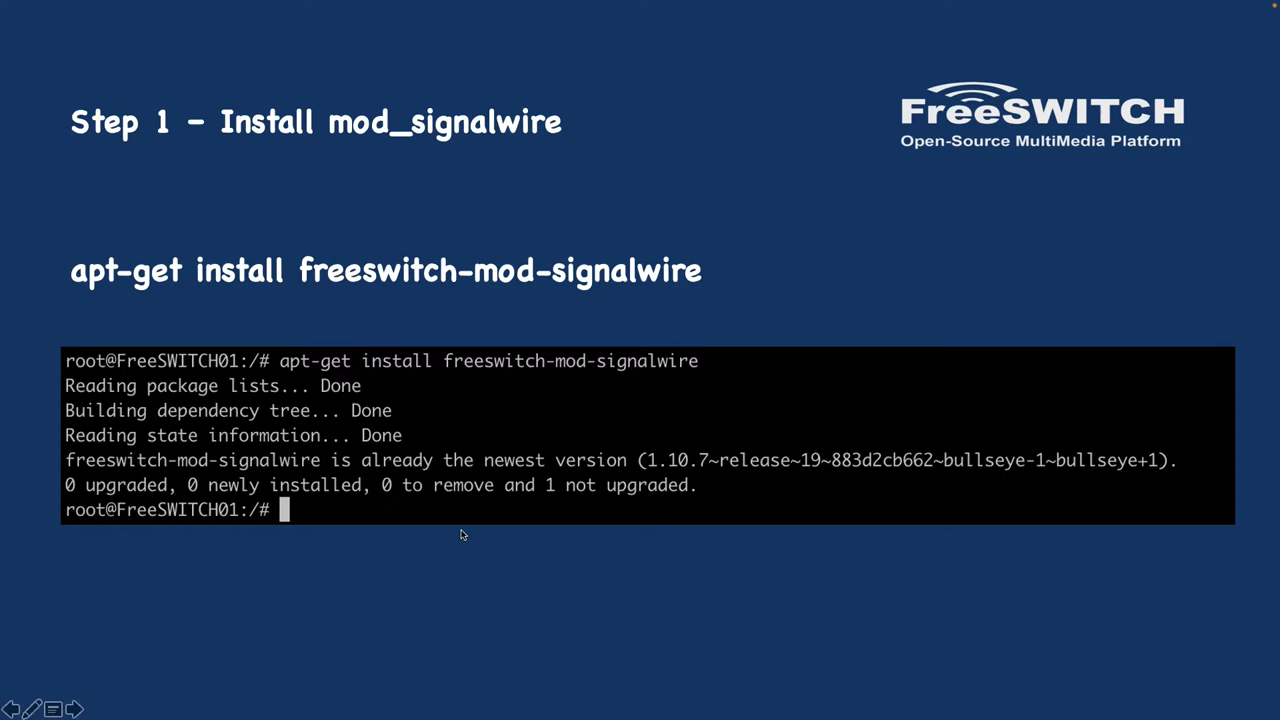 Step 1 - Install mod_signalwire
FreeSWITCH
Open-Source MultiMedia Platform
apt-get install freeswitch-mod-signalwire
root@FreeSWITCH01:/# apt-get install freeswitch-mod-signalwire
Reading package lists... Done
Building dependency tree... Done
Reading state information... Done
freeswitch-mod-signalwire is already the newest version (1.10.7~release~19~883d2cb662~bullseye-1~bullseye+1).
0 upgraded, 0 newly installed, 0 to remove and 1 not upgraded.
root@FreeSWITCH01:/#